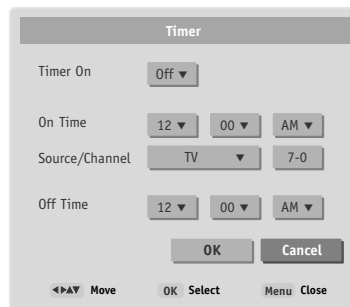 Timer
Timer On Off ▼
On Time 12 ▼ 00 ▼ AM ▼
Source/Channel TV ▼ 7-0
Off Time 12 ▼ 00 ▼ AM ▼
OK Cancel
◄►▲▼ Move OK Select Menu Close